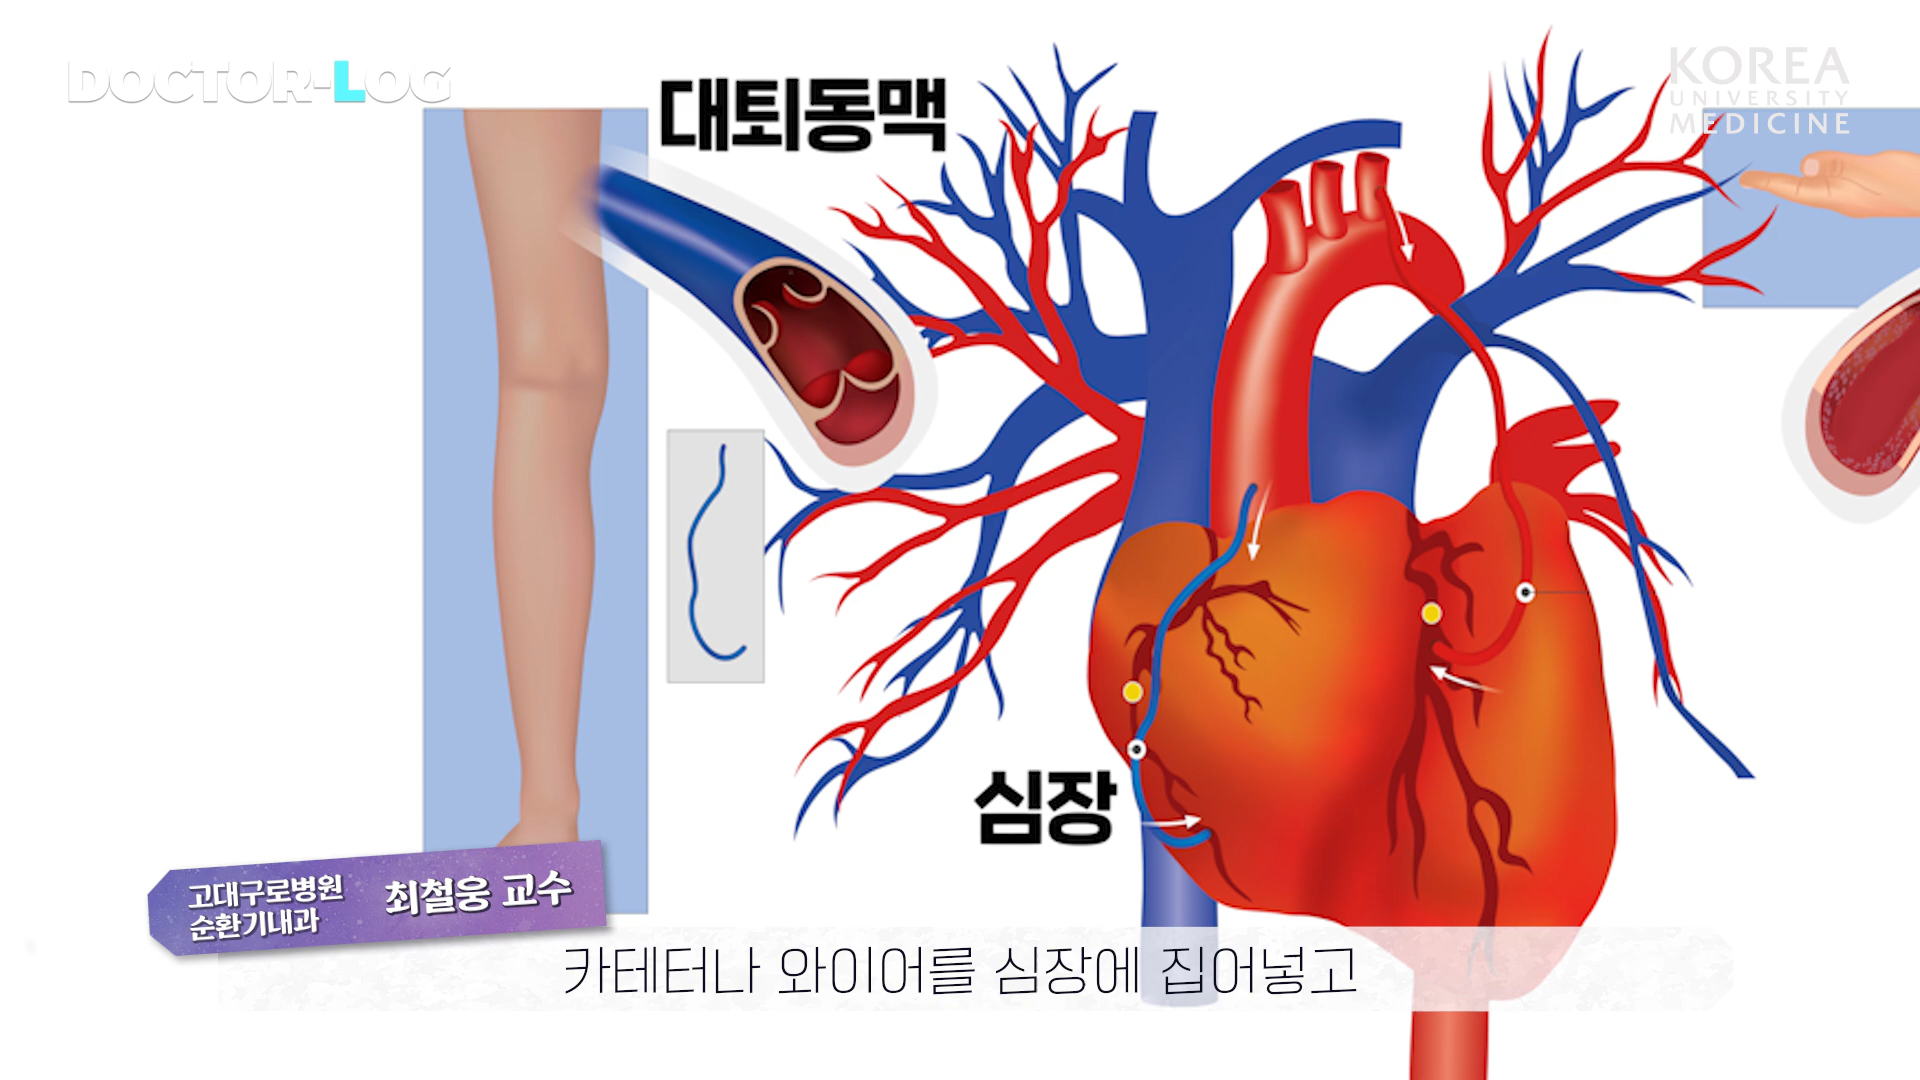 DOCTOR-LOG
KOREA
UNIVERSITY
MEDICINE
대퇴동맥
심장
고대구로병원
순환기내과
최철웅 교수
카테터나 와이어를 심장에 집어넣고